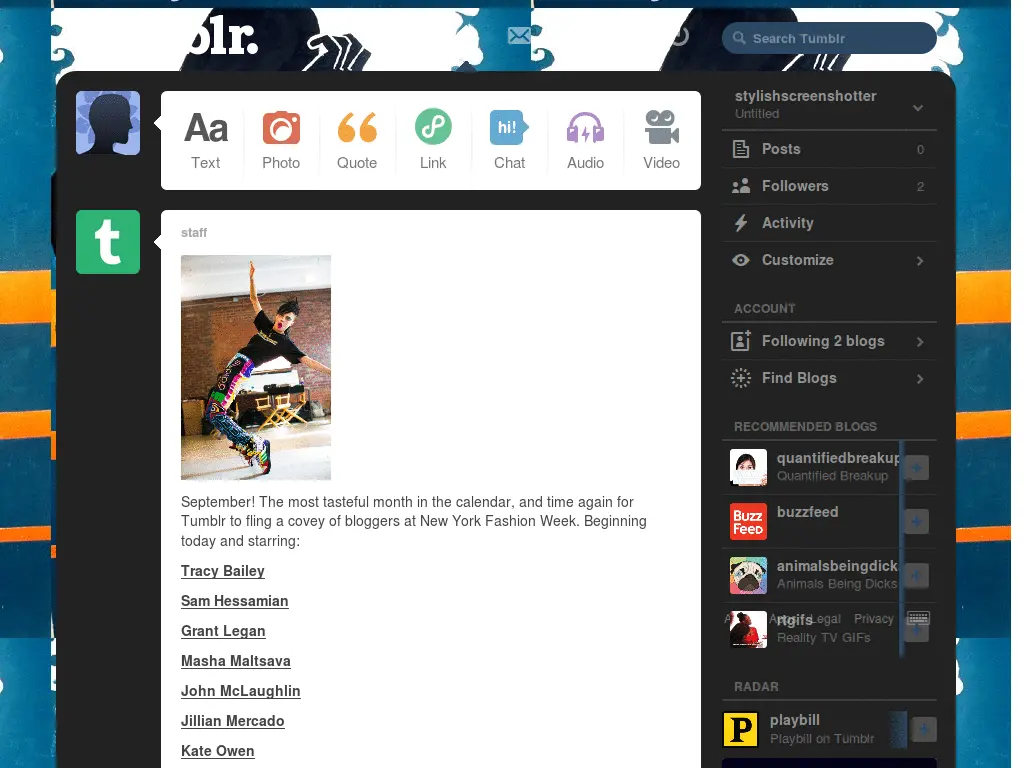 blr.
Search Tumblr
Aa
Text
Photo
Quote
Link
hi!
Chat
Audio
Video
t
staff
September! The most tasteful month in the calendar, and time again for
Tumblr to fling a covey of bloggers at New York Fashion Week. Beginning
today and starring:
Tracy Bailey
Sam Hessamian
Grant Legan
Masha Maltsava
John McLaughlin
Jillian Mercado
Kate Owen
stylishscreenshotter
Untitled
Posts 0
Followers 2
Activity
Customize
ACCOUNT
Following 2 blogs
Find Blogs
RECOMMENDED BLOGS
quantifiedbreakup
Quantified Breakup
BUZZ
FEED
buzzfeed
animalsbeingdick
Animals Being Dicks
rtgifs
Legal Privacy
Reality TV GIFs
RADAR
P
playbill
Playbill on Tumblr